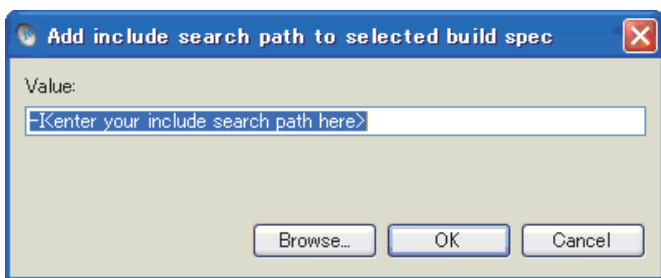 Add include search path to selected build spec
Value:
-I<enter your include search path here>
Browse... OK Cancel